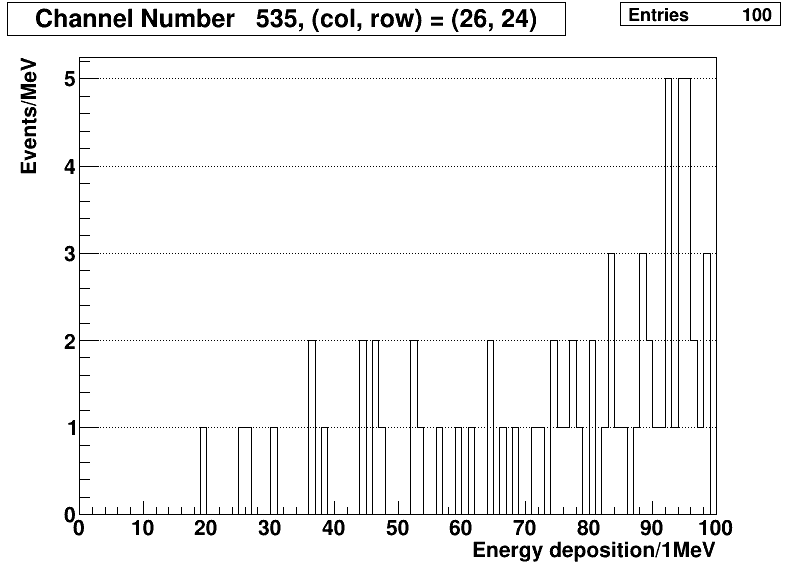 Channel Number 535, (col, row) = (26, 24)
Entries 100
Events/MeV
5
4
3
2
1
0
0 10 20 30 40 50 60 70 80 90 100
Energy deposition/1MeV